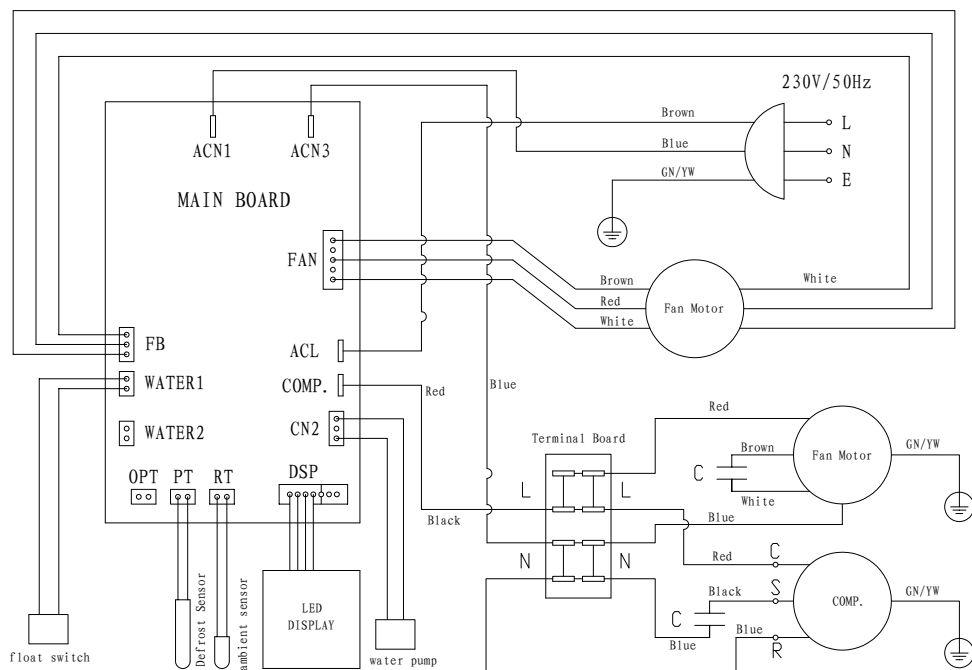 230V/50Hz
Brown
L
Blue
N
GN/YW
E
ACN1
ACN3
MAIN BOARD
FAN
Brown
Red
White
Fan Motor
White
FB
ACL
WATER1
COMP.
Red
Blue
WATER2
CN2
OPT
PT
RT
DSP
Terminal Board
Red
L
L
C
Brown
White
Fan Motor
GN/YW
Black
Blue
N
N
Red
C
Black
S
C
Blue
Blue
R
COMP.
GN/YW
LED
DISPLAY
Defrost Sensor
ambient sensor
float switch
water pump